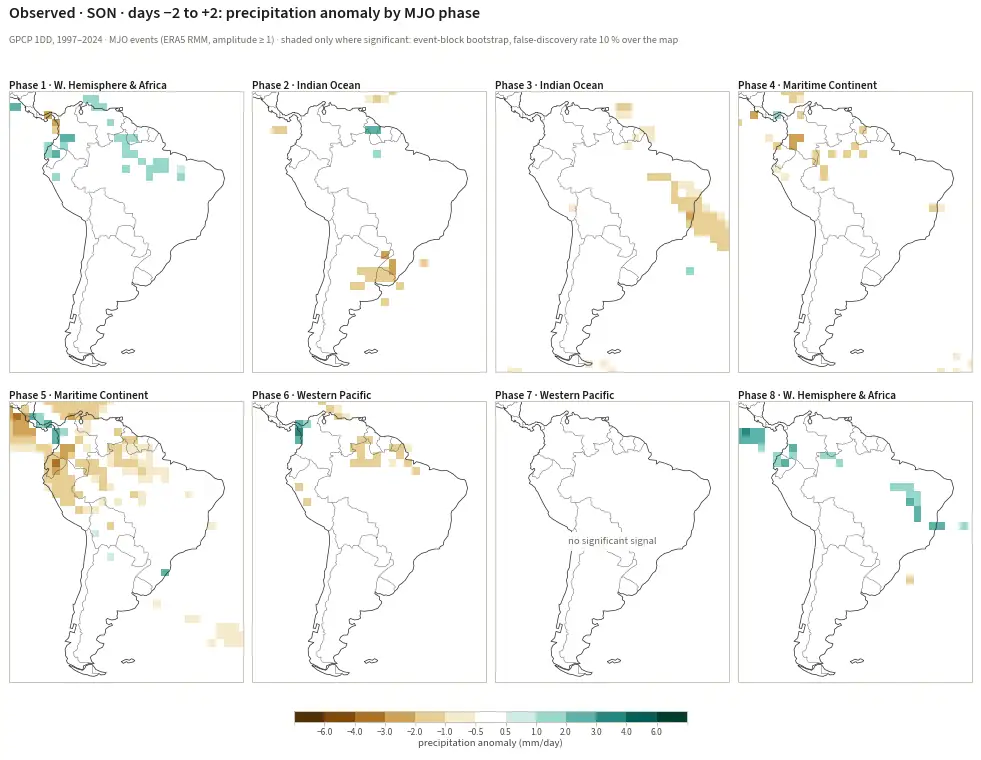 Observed · SON · days −2 to +2: precipitation anomaly by MJO phase
GPCP 1DD, 1997–2024 · MJO events (ERA5 RMM, amplitude ≥ 1) · shaded only where significant: event-block bootstrap, false-discovery rate 10 % over the map
Phase 1 · W. Hemisphere & Africa
Phase 2 · Indian Ocean
Phase 3 · Indian Ocean
Phase 4 · Maritime Continent
Phase 5 · Maritime Continent
Phase 6 · Western Pacific
Phase 7 · Western Pacific
Phase 8 · W. Hemisphere & Africa
no significant signal
−6.0 −4.0 −3.0 −2.0 −1.0 −0.5 0.5 1.0 2.0 3.0 4.0 6.0
precipitation anomaly (mm/day)